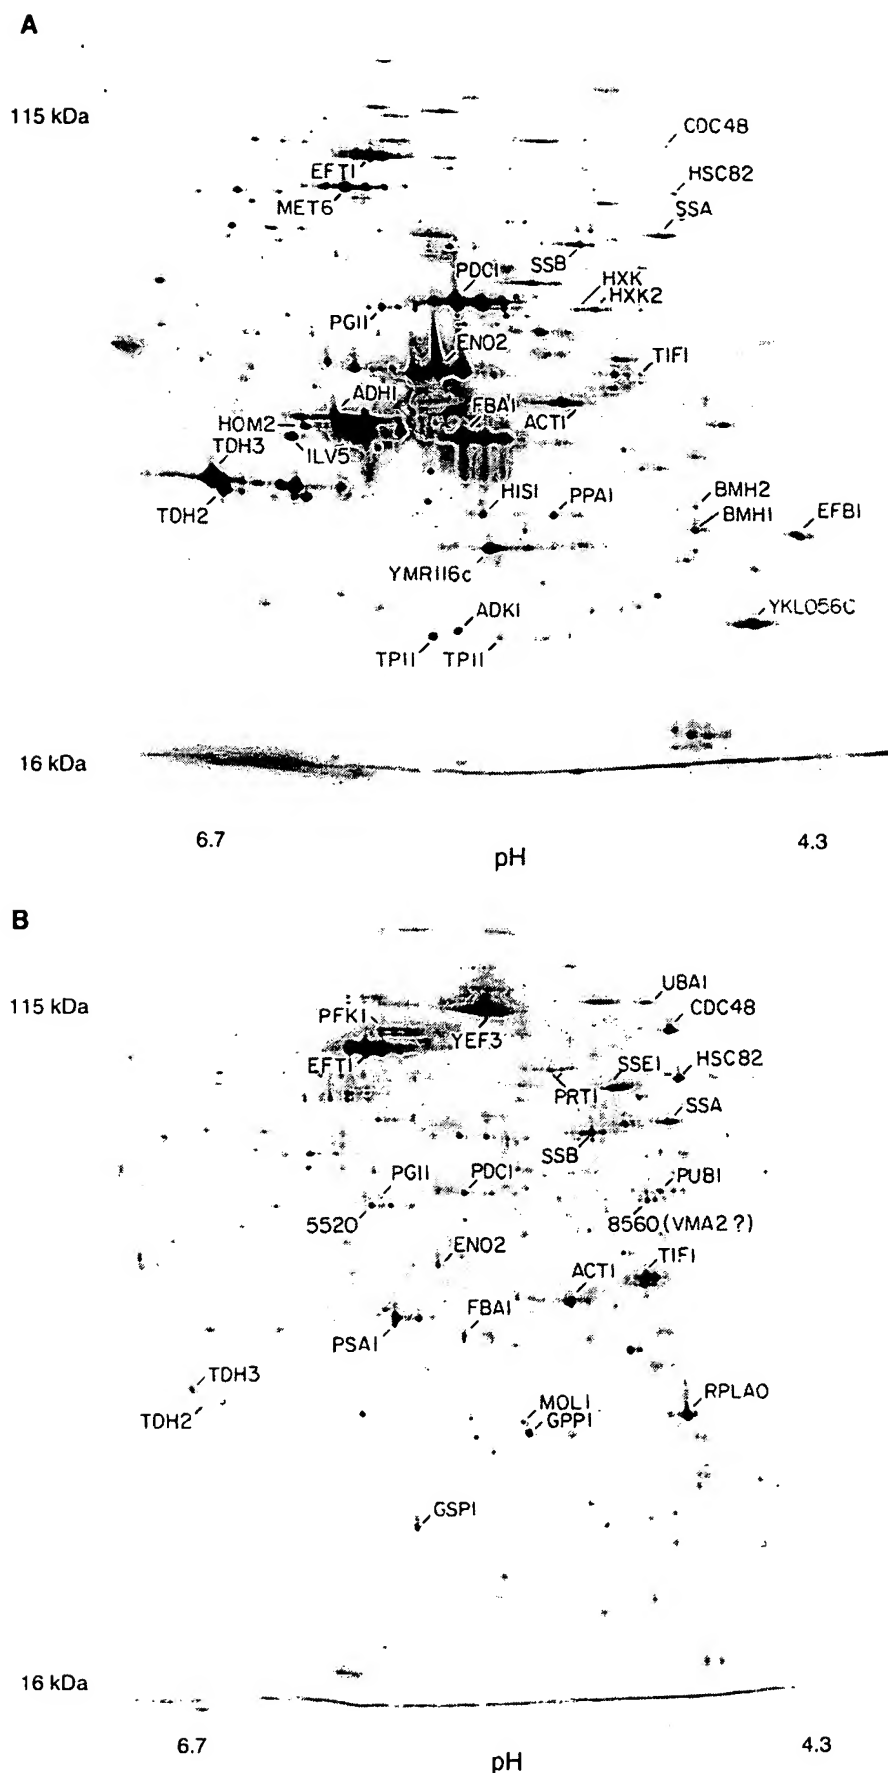 A
115 kDa
CDC48
EFT1
HSC82
MET6
SSA
SSB
PDC1
HXK
HXK2
PGI1
ENO2
TIF1
ADH1
FBA1
ACT1
HOM2
TDH3
ILV5
HIS1
PPA1
BMH2
BMH1
EFB1
TDH2
YMR116c
YKL056C
ADK1
TPI1
TPI1
16 kDa
6.7
4.3
pH
B
115 kDa
UBA1
PFK1
CDC48
YEF3
EFT1
SSE1
HSC82
PRT1
SSA
SSB
PGI1
PDC1
PUB1
5520
8560 (VMA2?)
ENO2
TIF1
ACT1
FBA1
PSA1
TDH3
RPLA0
TDH2
MOL1
GPP1
GSP1
16 kDa
6.7
4.3
pH